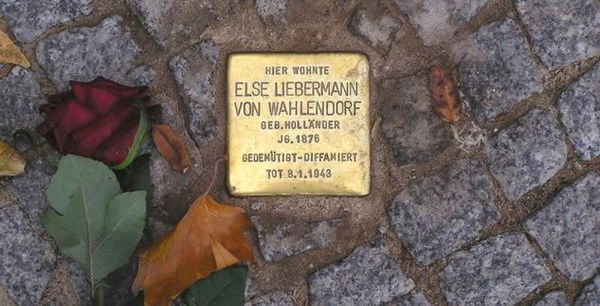 HIER WOHNTE
ELSE LIEBERMANN
VON WAHLENDORF
GEB. HOLLÄNDER
JG. 1876
GEDEMÜTIGT-DIFFAMIERT
TOT 8.1.1943